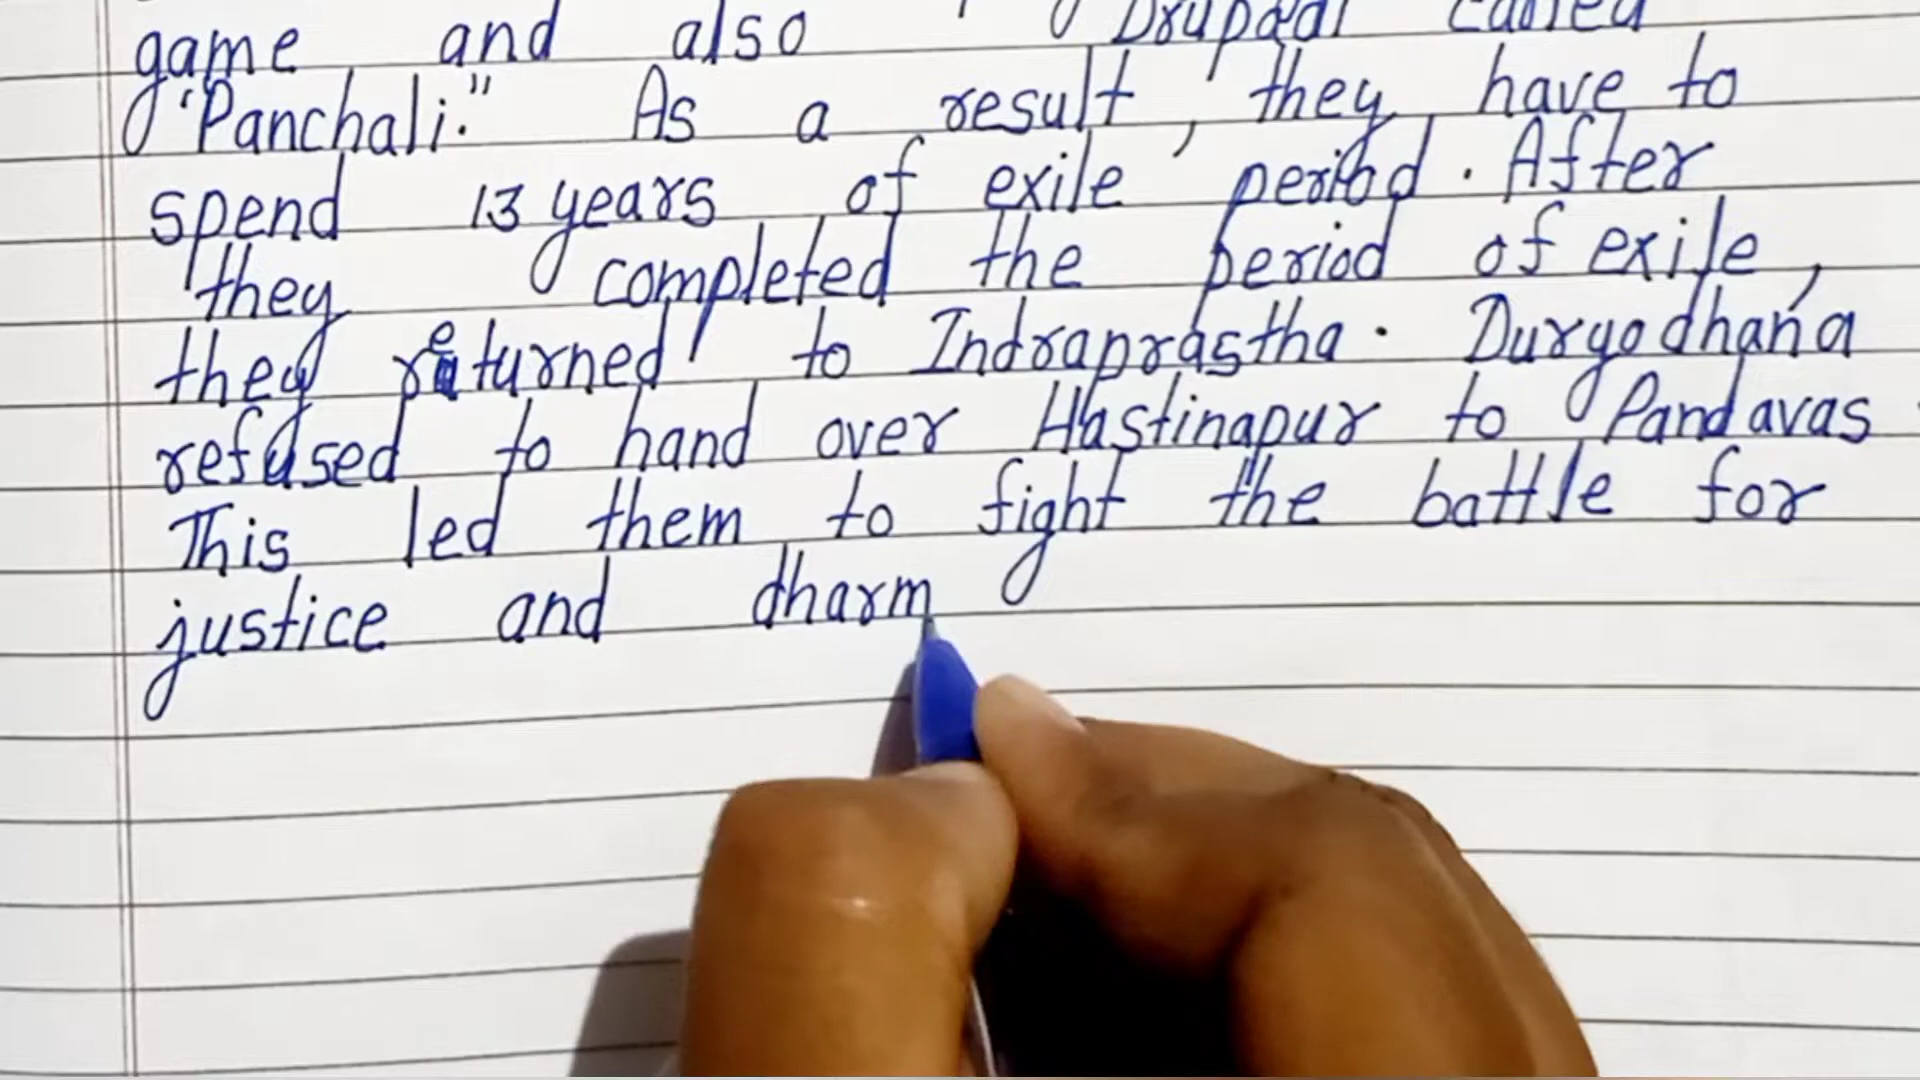 game and also Drupadi called
"Panchali." As a result, they have to
spend 13 years of exile period. After
they completed the period of exile,
they returned to Indraprastha. Duryodhana
refused to hand over Hastinapur to Pandavas.
This led them to fight the battle for
justice and dharm